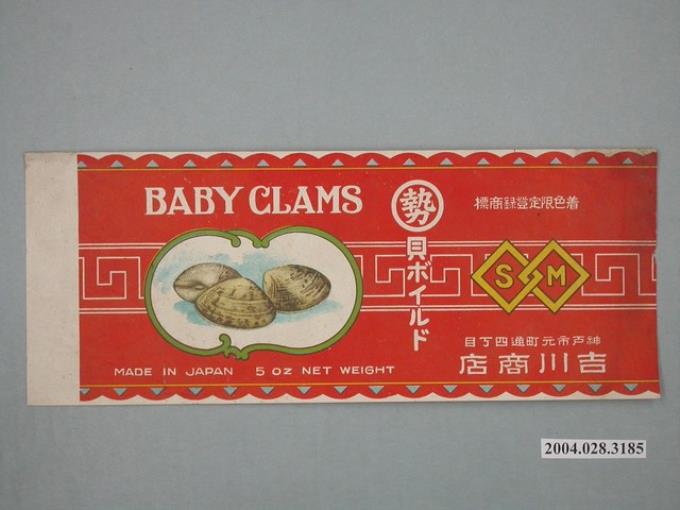 BABY CLAMS
MADE IN JAPAN 5 OZ NET WEIGHT
勢
貝ボイルド
着色限定登録商標
S M
神戸市元町通四丁目
吉川商店
2004.028.3185